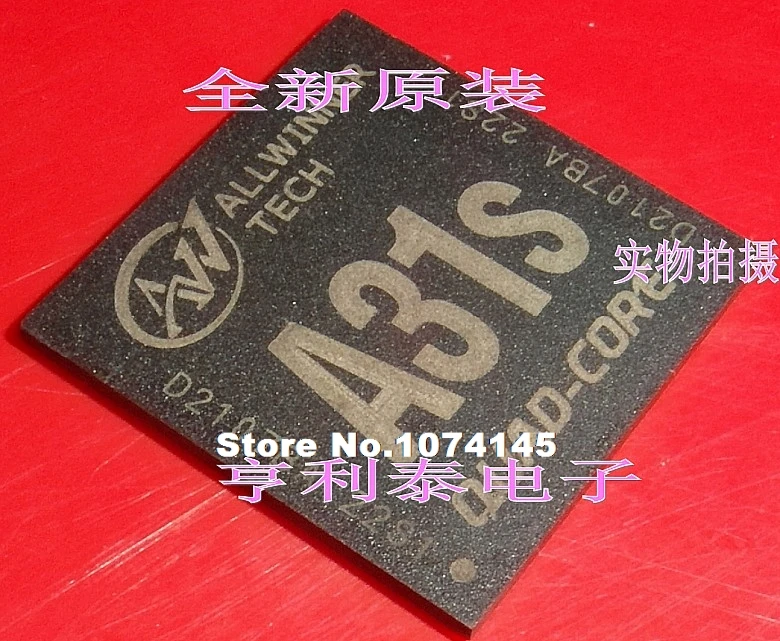 全新原装
ALLWINNER
TECH
A31s
QUAD-CORE
D2107BA
实物拍摄
Store No.1074145
亨利泰电子